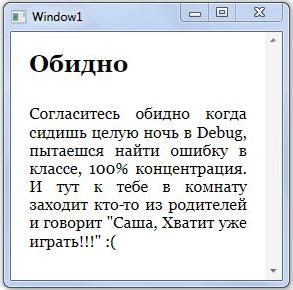 Window1
Обидно
Согласитесь обидно когда
сидишь целую ночь в Debug,
пытаешся найти ошибку в
классе, 100% концентрация.
И тут к тебе в комнату
заходит кто-то из родителей
и говорит "Саша, Хватит уже
играть!!!" :(